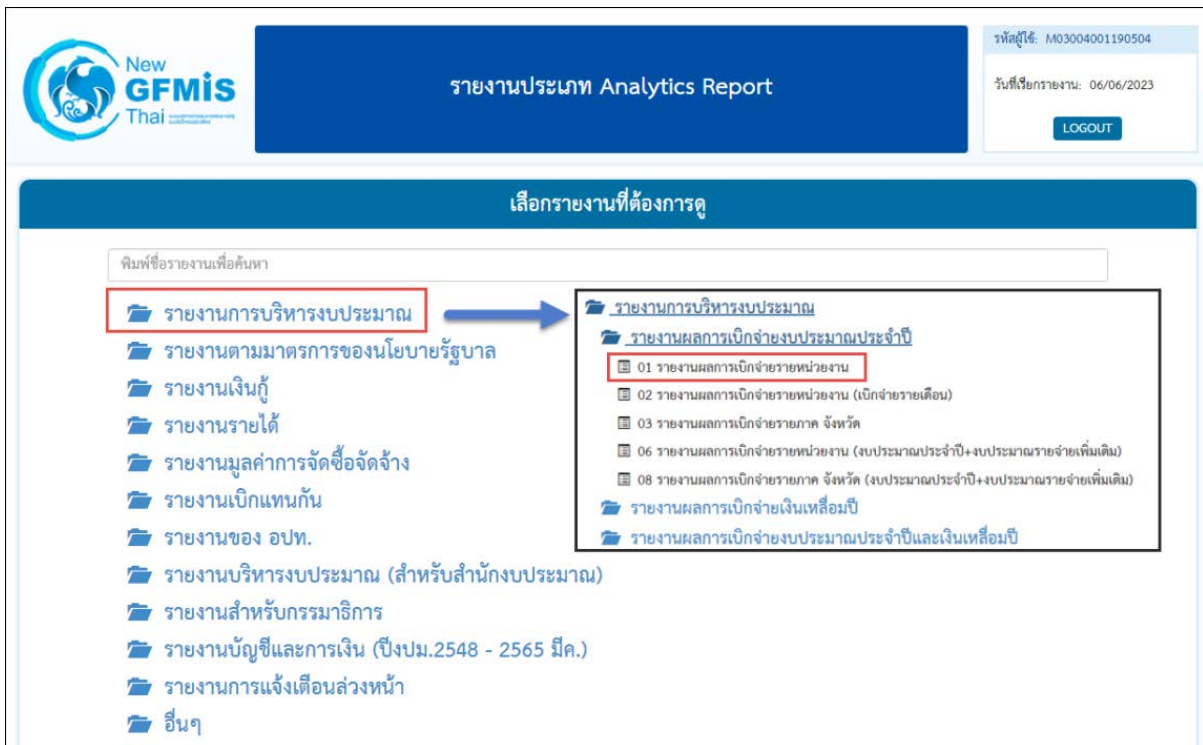 New
GFMIS
Thai
รายงานประเภท Analytics Report
รหัสผู้ใช้: M03004001190504
วันที่เรียกรายงาน: 06/06/2023
LOGOUT
เลือกรายงานที่ต้องการดู
พิมพ์ชื่อรายงานเพื่อค้นหา
รายงานการบริหารงบประมาณ
รายงานตามมาตรการของนโยบายรัฐบาล
รายงานเงินกู้
รายงานรายได้
รายงานมูลค่าการจัดซื้อจัดจ้าง
รายงานเบิกแทนกัน
รายงานของ อปท.
รายงานบริหารงบประมาณ (สำหรับสำนักงบประมาณ)
รายงานสำหรับกรรมาธิการ
รายงานบัญชีและการเงิน (ปีงปม.2548 - 2565 มีค.)
รายงานการแจ้งเตือนล่วงหน้า
อื่นๆ
รายงานการบริหารงบประมาณ
รายงานผลการเบิกจ่ายงบประมาณประจำปี
01 รายงานผลการเบิกจ่ายรายหน่วยงาน
02 รายงานผลการเบิกจ่ายรายหน่วยงาน (เบิกจ่ายรายเดือน)
03 รายงานผลการเบิกจ่ายรายภาค จังหวัด
06 รายงานผลการเบิกจ่ายรายหน่วยงาน (งบประมาณประจำปี+งบประมาณรายจ่ายเพิ่มเติม)
08 รายงานผลการเบิกจ่ายรายภาค จังหวัด (งบประมาณประจำปี+งบประมาณรายจ่ายเพิ่มเติม)
รายงานผลการเบิกจ่ายเงินเหลื่อมปี
รายงานผลการเบิกจ่ายงบประมาณประจำปีและเงินเหลื่อมปี